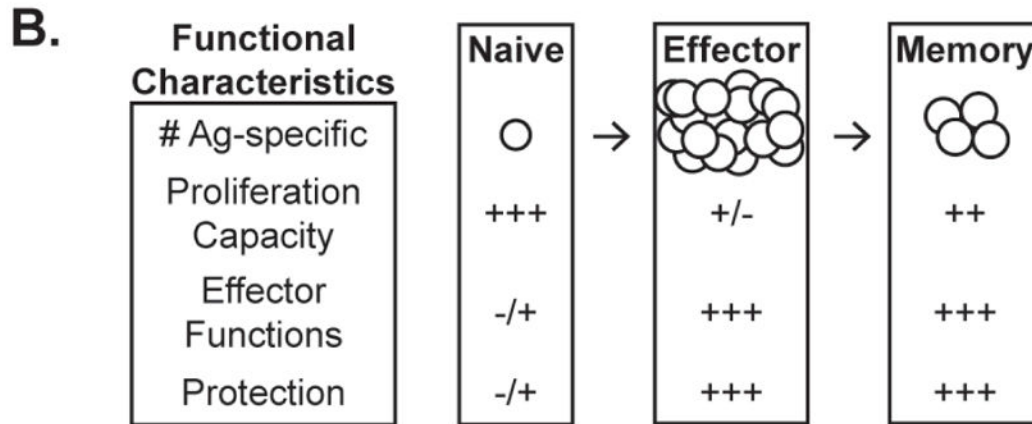 B.
Functional Characteristics
Naive
Effector
Memory
# Ag-specific
Proliferation Capacity
+++
+/-
++
Effector Functions
-/+
+++
+++
Protection
-/+
+++
+++